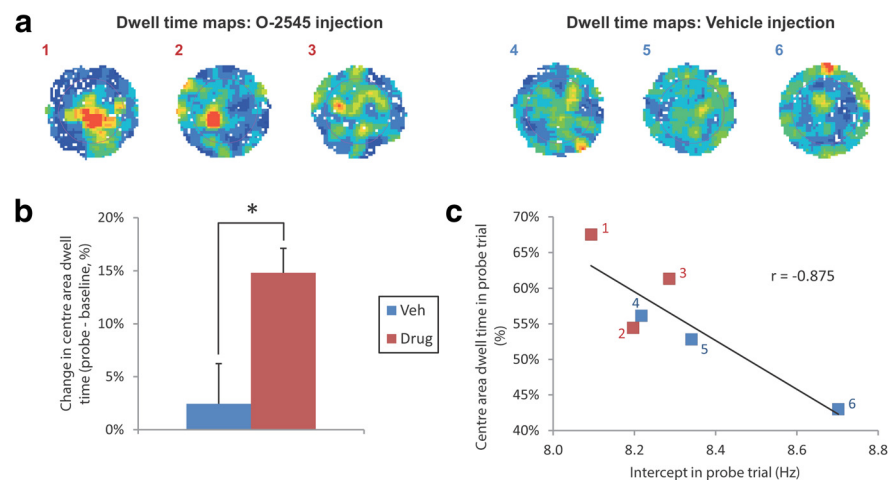 a
Dwell time maps: O-2545 injection
Dwell time maps: Vehicle injection
1
2
3
4
5
6
b
Change in centre area dwell
time (probe - baseline, %)
20%
15%
10%
5%
0%
*
Veh
Drug
c
Centre area dwell time in probe trial
(%)
70%
65%
60%
55%
50%
45%
40%
1
3
4
2
5
6
r = -0.875
8.0
8.2
8.4
8.6
8.8
Intercept in probe trial (Hz)